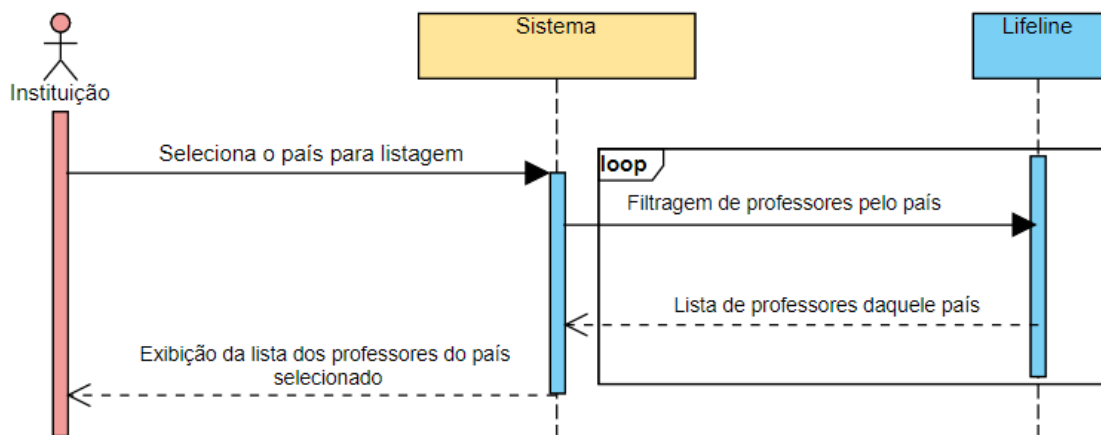 Sistema
Lifeline
Instituição
Seleciona o país para listagem
loop
Filtragem de professores pelo país
Lista de professores daquele país
Exibição da lista dos professores do país
selecionado